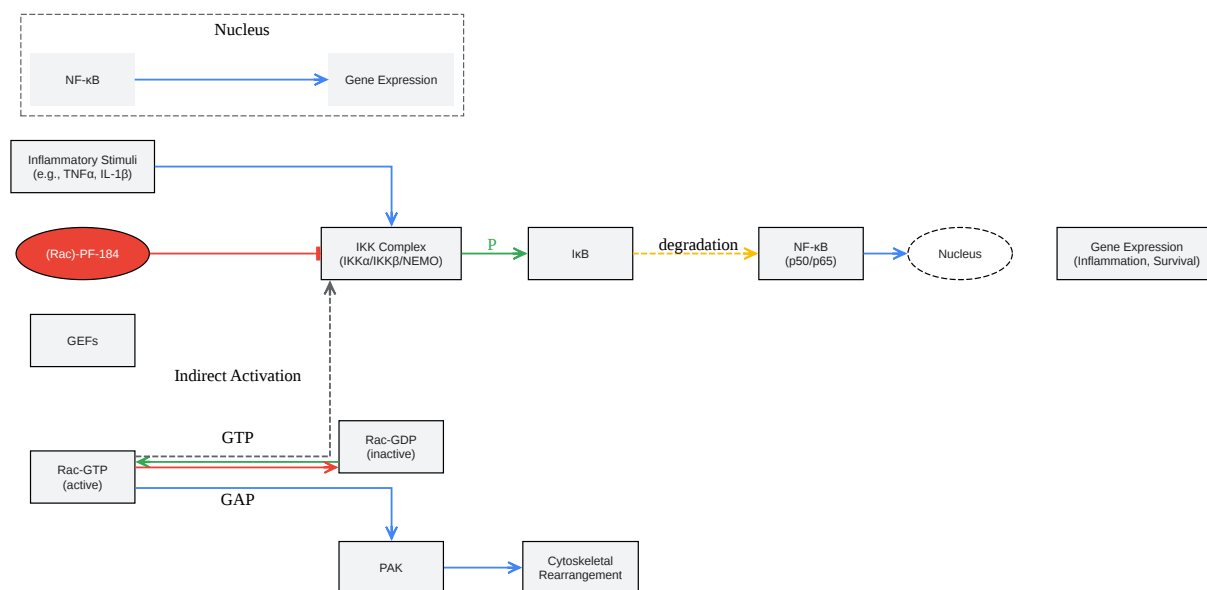 Nucleus
NF-κB
Gene Expression
Inflammatory Stimuli
(e.g., TNFα, IL-1β)
(Rac)-PF-184
IKK Complex
(IKKα/IKKβ/NEMO)
P
IκB
degradation
NF-κB
(p50/p65)
Nucleus
Gene Expression
(Inflammation, Survival)
GEFs
Indirect Activation
GTP
Rac-GDP
(inactive)
Rac-GTP
(active)
GAP
PAK
Cytoskeletal
Rearrangement